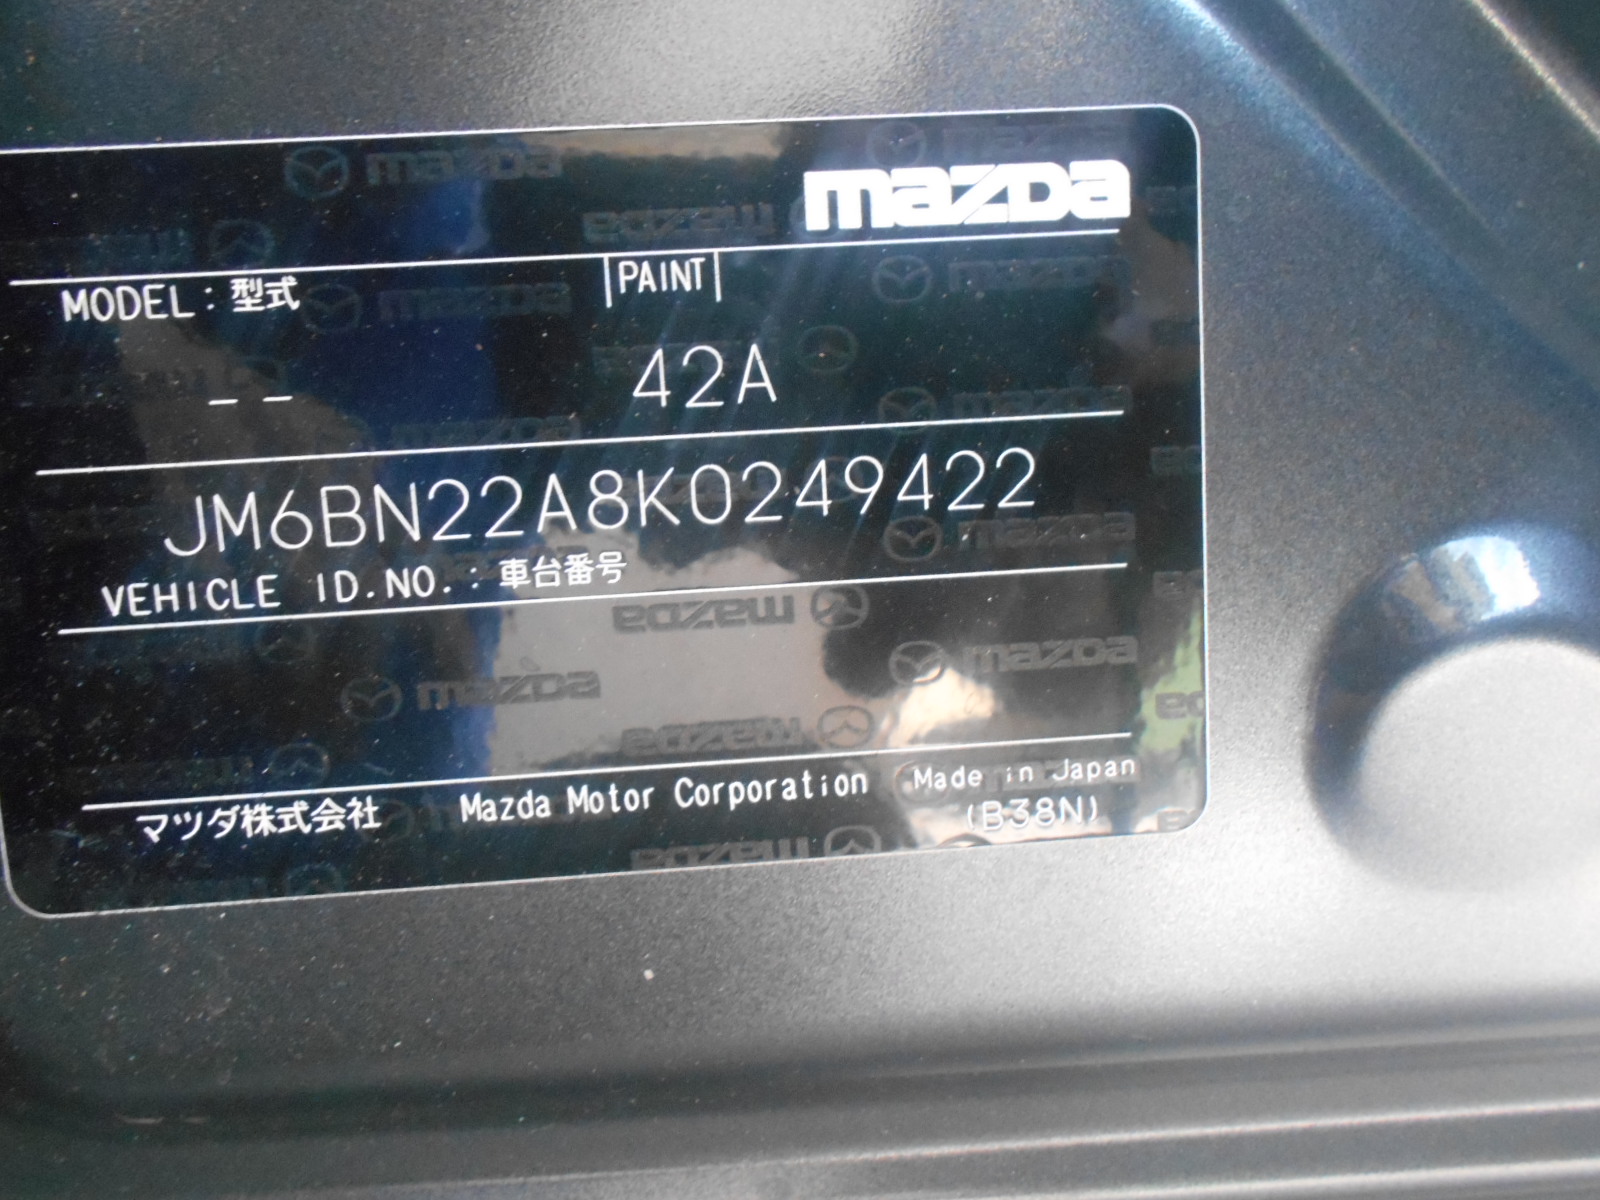 mazda
MODEL : 型式 PAINT
-- 42A
JM6BN22A8K0249422
VEHICLE ID.NO. : 車台番号
マツダ株式会社 Mazda Motor Corporation Made in Japan
(B38N)